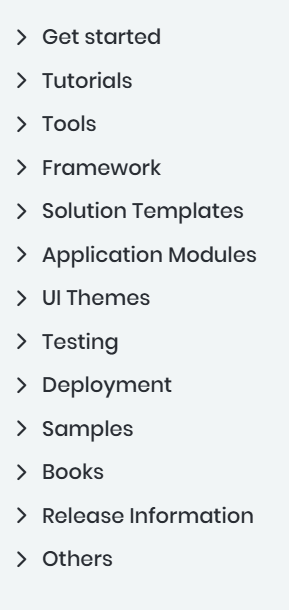 Get started
Tutorials
Tools
Framework
Solution Templates
Application Modules
UI Themes
Testing
Deployment
Samples
Books
Release Information
Others